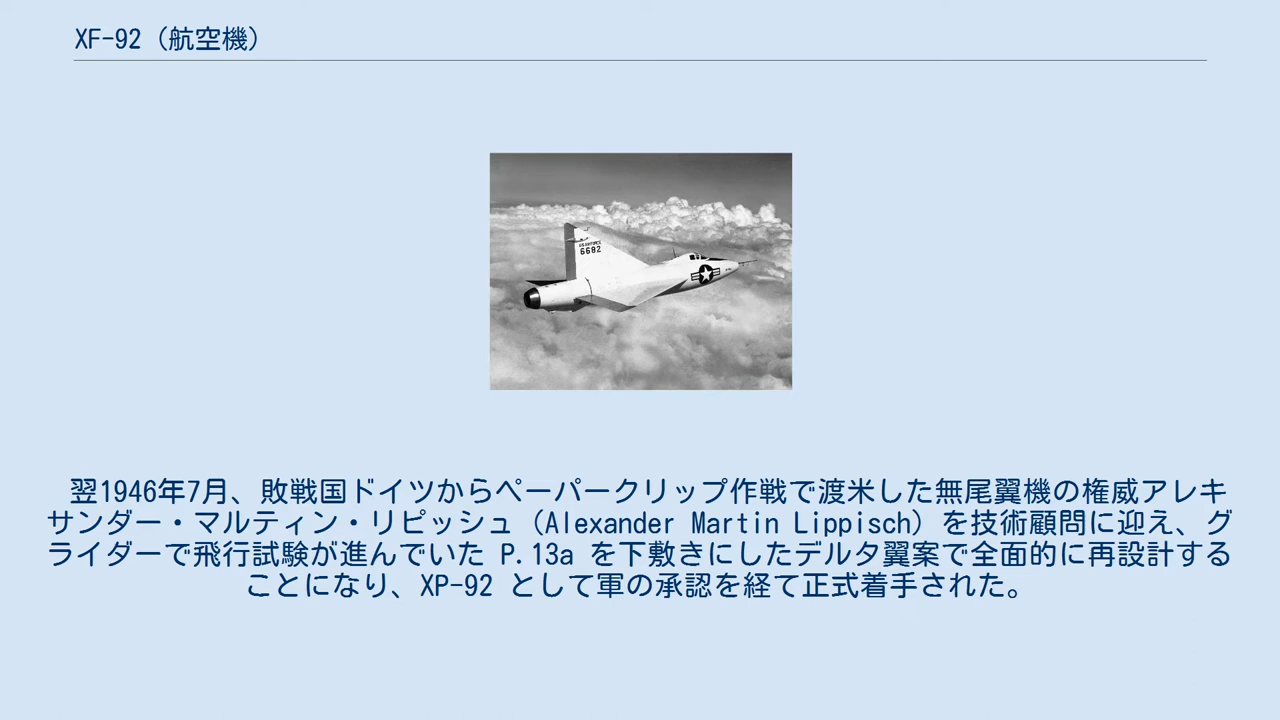 XF-92（航空機）
US AIR FORCE
6682
翌1946年7月、敗戦国ドイツからペーパークリップ作戦で渡米した無尾翼機の権威アレキ
サンダー・マルティン・リピッシュ（Alexander Martin Lippisch）を技術顧問に迎え、グ
ライダーで飛行試験が進んでいた P.13a を下敷きにしたデルタ翼案で全面的に再設計する
ことになり、XP-92 として軍の承認を経て正式着手された。